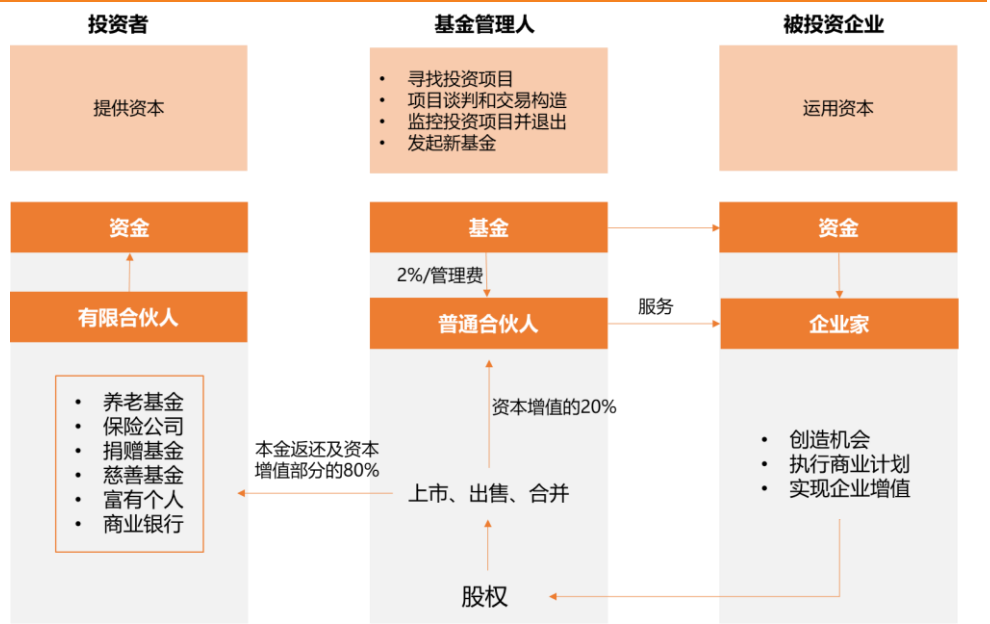 投资者
基金管理人
被投资企业
提供资本
• 寻找投资项目
• 项目谈判和交易构造
• 监控投资项目并退出
• 发起新基金
运用资本
资金
基金
资金
2%/管理费
有限合伙人
普通合伙人
服务
企业家
• 养老基金
• 保险公司
• 捐赠基金
• 慈善基金
• 富有个人
• 商业银行
本金返还及资本
增值部分的80%
资本增值的20%
上市、出售、合并
股权
• 创造机会
• 执行商业计划
• 实现企业增值